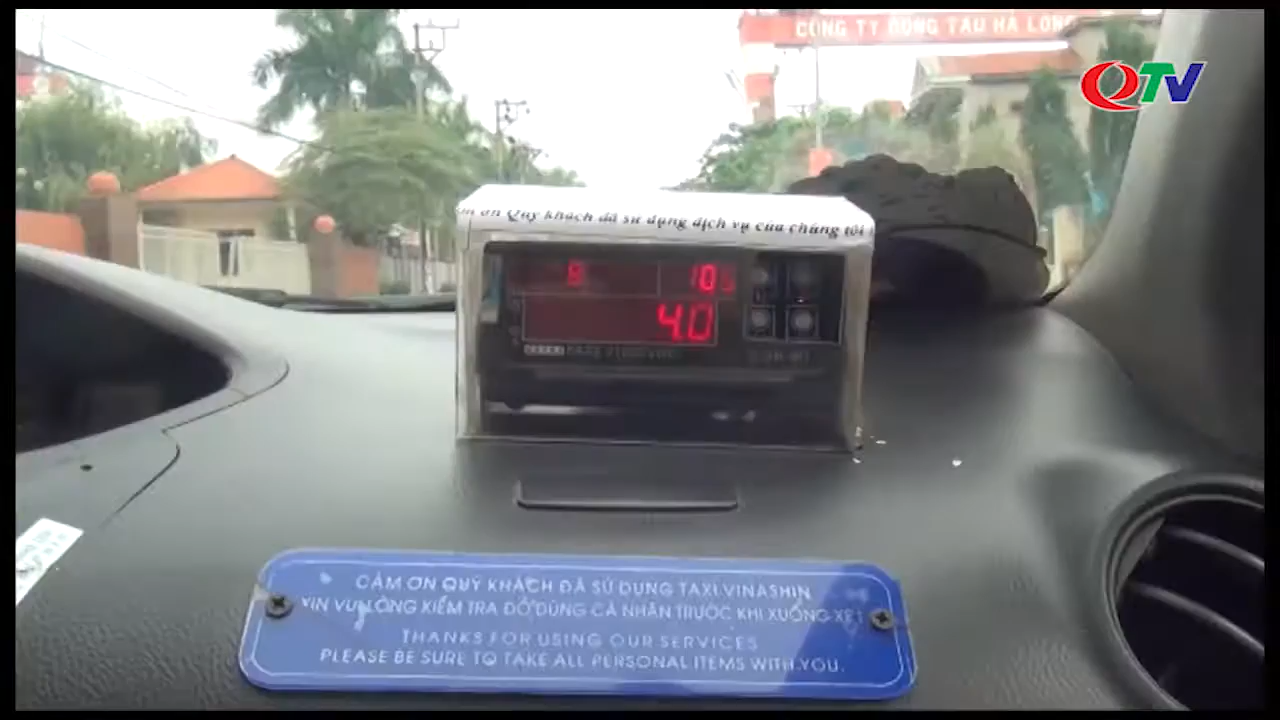 CÔNG TY ĐÓNG TÀU HẠ LONG
QTV
ơn Quý khách đã sử dụng dịch vụ của chúng tôi
8 10
4.0
CẢM ƠN QUÝ KHÁCH ĐÃ SỬ DỤNG TAXI VINASHIN
XIN VUI LÒNG KIỂM TRA ĐỒ DÙNG CÁ NHÂN TRƯỚC KHI XUỐNG XE!
THANKS FOR USING OUR SERVICES
PLEASE BE SURE TO TAKE ALL PERSONAL ITEMS WITH YOU.